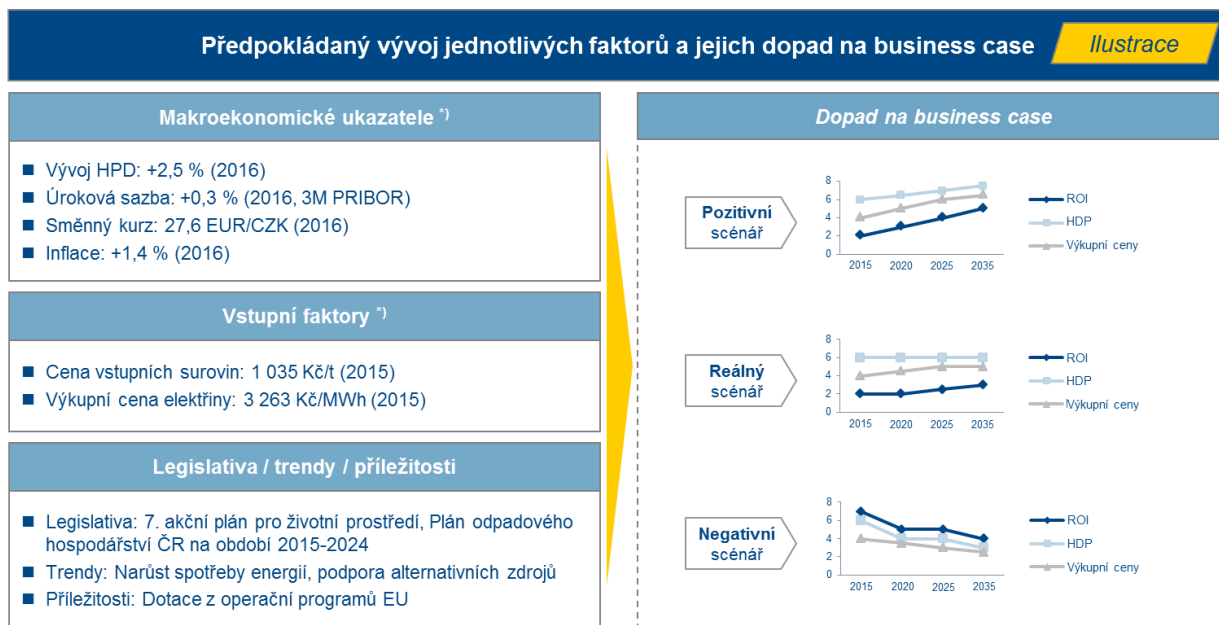 Předpokládaný vývoj jednotlivých faktorů a jejich dopad na business case
Ilustrace
Makroekonomické ukazatele *)
Vývoj HPD: +2,5 % (2016)
Úroková sazba: +0,3 % (2016, 3M PRIBOR)
Směnný kurz: 27,6 EUR/CZK (2016)
Inflace: +1,4 % (2016)
Vstupní faktory *)
Cena vstupních surovin: 1 035 Kč/t (2015)
Výkupní cena elektřiny: 3 263 Kč/MWh (2015)
Legislativa / trendy / příležitosti
Legislativa: 7. akční plán pro životní prostředí, Plán odpadového
hospodářství ČR na období 2015-2024
Trendy: Narůst spotřeby energií, podpora alternativních zdrojů
Příležitosti: Dotace z operační programů EU
Dopad na business case
Pozitivní
scénář
8
6
4
2
0
2015 2020 2025 2035
ROI
HDP
Výkupní ceny
Reálný
scénář
8
6
4
2
0
2015 2020 2025 2035
ROI
HDP
Výkupní ceny
Negativní
scénář
8
6
4
2
0
2015 2020 2025 2035
ROI
HDP
Výkupní ceny